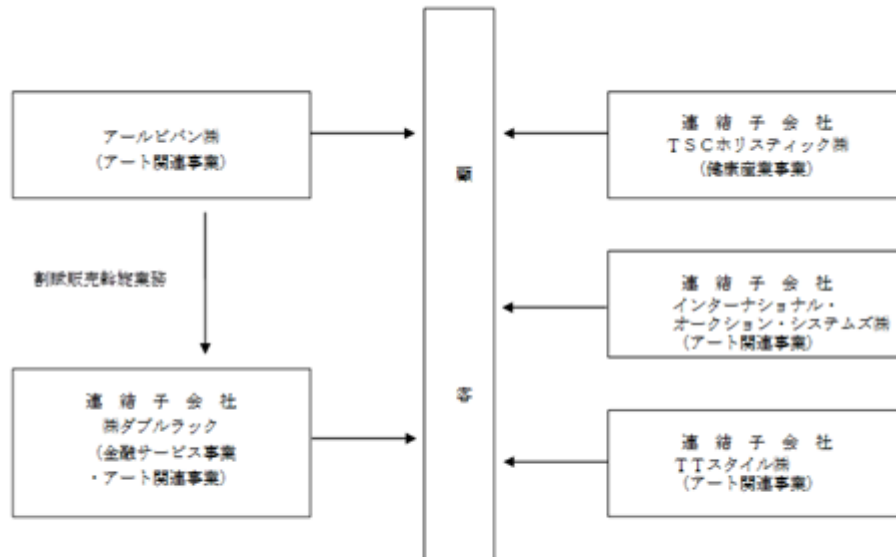 アールビバン㈱
(アート関連事業)
割賦販売斡旋業務
連結子会社
㈱ダブルラック
(金融サービス事業
・アート関連事業)
顧
客
連結子会社
TSCホリスティック㈱
(健康産業事業)
連結子会社
インターナショナル・
オークション・システムズ㈱
(アート関連事業)
連結子会社
TTスタイル㈱
(アート関連事業)